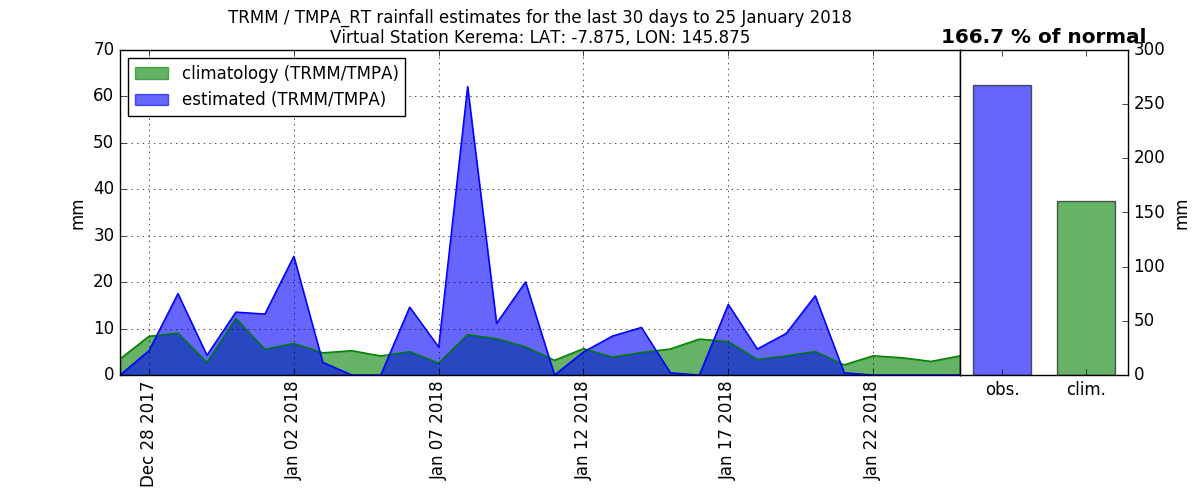 TRMM / TMPA_RT rainfall estimates for the last 30 days to 25 January 2018
Virtual Station Kerema: LAT: -7.875, LON: 145.875
166.7 % of normal
climatology (TRMM/TMPA)
estimated (TRMM/TMPA)
mm
70
60
50
40
30
20
10
0
Dec 28 2017
Jan 02 2018
Jan 07 2018
Jan 12 2018
Jan 17 2018
Jan 22 2018
300
250
200
150
100
50
0
mm
obs.
clim.